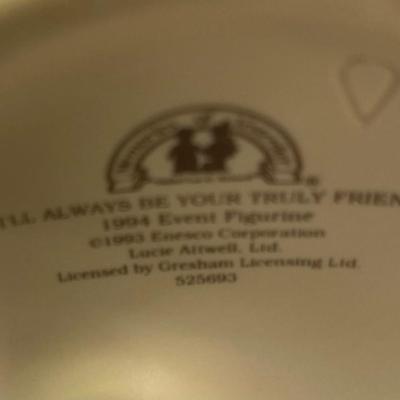 I'LL ALWAYS BE YOUR TRULY FRIEN
1994 Event Figurine
©1993 Enesco Corporation
Lucie Attwell, Ltd.
Licensed by Gresham Licensing Ltd.
525693